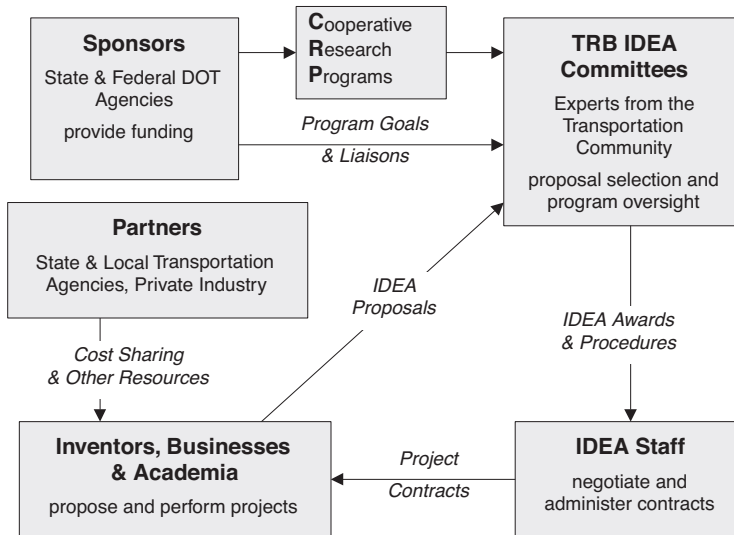 Sponsors
State & Federal DOT
Agencies
provide funding
Cooperative
Research
Programs
TRB IDEA
Committees
Experts from the
Transportation
Community
proposal selection and
program oversight
Program Goals
& Liaisons
Partners
State & Local Transportation
Agencies, Private Industry
IDEA
Proposals
Cost Sharing
& Other Resources
IDEA Awards
& Procedures
Inventors, Businesses
& Academia
propose and perform projects
Project
Contracts
IDEA Staff
negotiate and
administer contracts